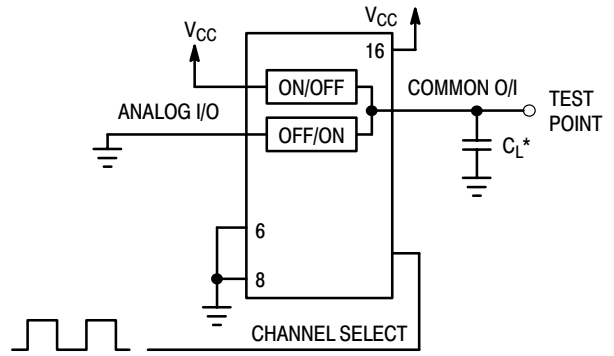 VCC
VCC
16
ON/OFF
COMMON O/I
ANALOG I/O
OFF/ON
TEST
POINT
CL*
6
8
CHANNEL SELECT